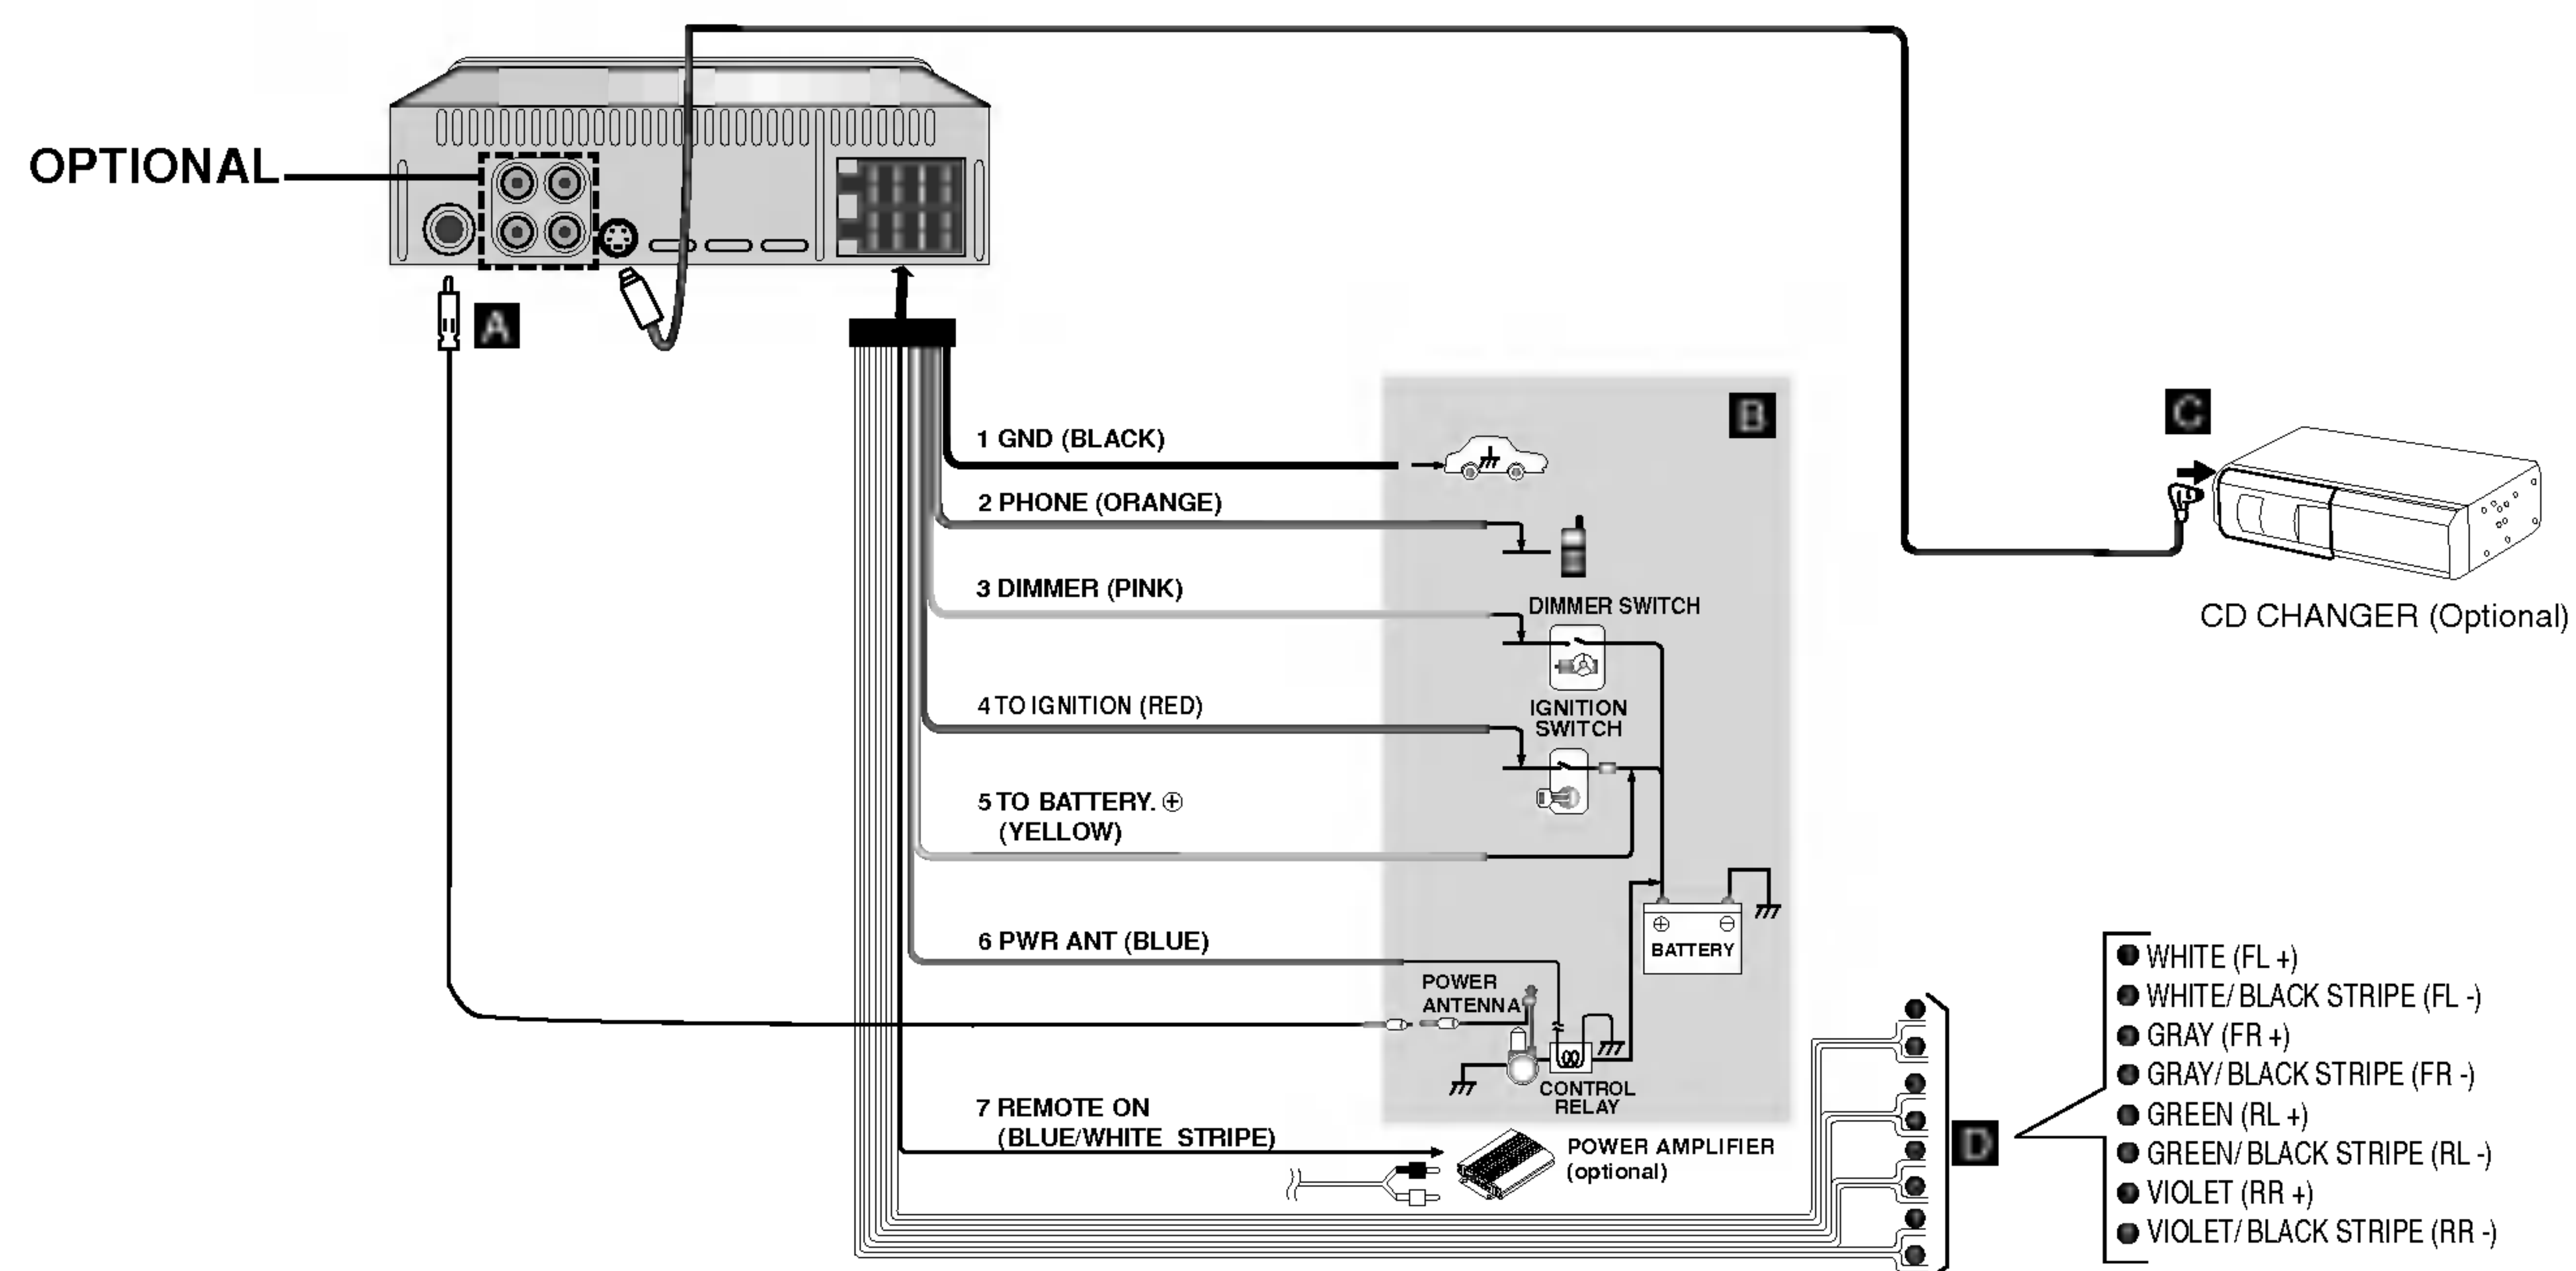 OPTIONAL
A
1 GND (BLACK)
2 PHONE (ORANGE)
3 DIMMER (PINK)
4 TO IGNITION (RED)
5 TO BATTERY. ⊕
(YELLOW)
6 PWR ANT (BLUE)
7 REMOTE ON
(BLUE/WHITE STRIPE)
B
DIMMER SWITCH
IGNITION
SWITCH
⊕ ⊖
BATTERY
POWER
ANTENNA
CONTROL
RELAY
POWER AMPLIFIER
(optional)
C
CD CHANGER (Optional)
D
WHITE (FL +)
WHITE/ BLACK STRIPE (FL -)
GRAY (FR +)
GRAY/ BLACK STRIPE (FR -)
GREEN (RL +)
GREEN/ BLACK STRIPE (RL -)
VIOLET (RR +)
VIOLET/ BLACK STRIPE (RR -)